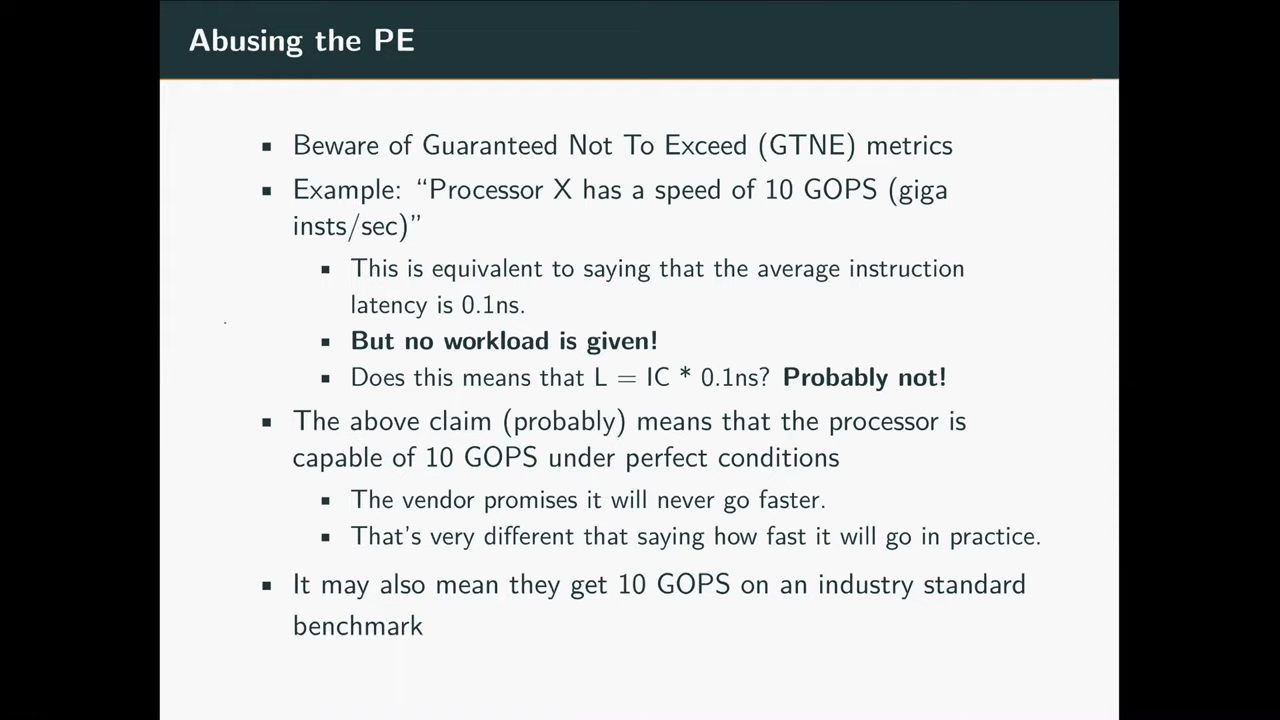 Abusing the PE
▪ Beware of Guaranteed Not To Exceed (GTNE) metrics
▪ Example: “Processor X has a speed of 10 GOPS (giga
insts/sec)”
▪ This is equivalent to saying that the average instruction
latency is 0.1ns.
▪ But no workload is given!
▪ Does this means that L = IC * 0.1ns? Probably not!
▪ The above claim (probably) means that the processor is
capable of 10 GOPS under perfect conditions
▪ The vendor promises it will never go faster.
▪ That’s very different that saying how fast it will go in practice.
▪ It may also mean they get 10 GOPS on an industry standard
benchmark